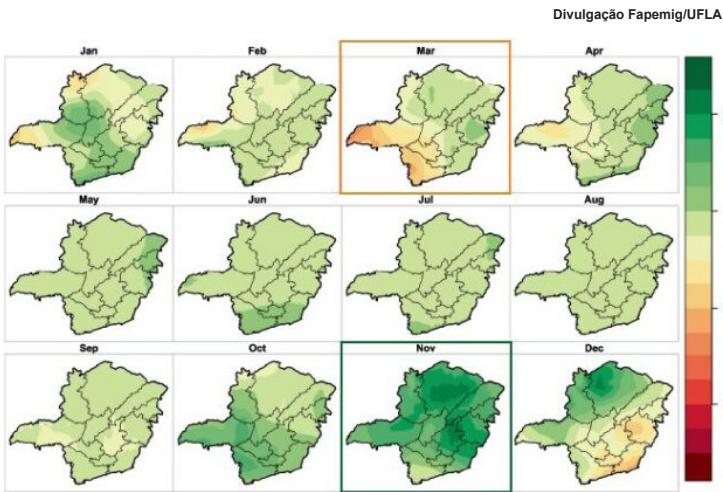 Divulgação Fapemig/UFLA
Jan
Feb
Mar
Apr
May
Jun
Jul
Aug
Sep
Oct
Nov
Dec